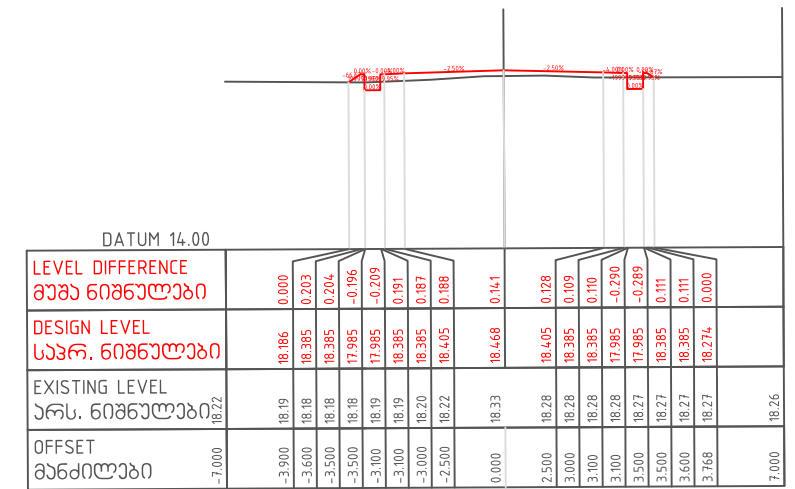 -2.50% -2.50%
DATUM 14.00
LEVEL DIFFERENCE
მუშა ნიშნულები
0.000 0.203 0.204 -0.196 -0.209 0.191 0.187 0.188 0.141 0.128 0.109 0.110 -0.290 -0.289 0.111 0.111 0.000
DESIGN LEVEL
საპრ. ნიშნულები
18.186 18.385 18.385 17.985 17.985 18.385 18.385 18.405 18.468 18.405 18.385 18.385 17.985 17.985 18.385 18.385 18.274
EXISTING LEVEL
არს. ნიშნულები
18.22 18.19 18.18 18.18 18.18 18.19 18.19 18.20 18.22 18.33 18.28 18.28 18.28 18.28 18.27 18.27 18.27 18.27 18.26
OFFSET
მანძილები
-7.000 -3.900 -3.600 -3.500 -3.500 -3.100 -3.100 -3.000 -2.500 0.000 2.500 3.000 3.100 3.100 3.500 3.500 3.600 3.768 7.000